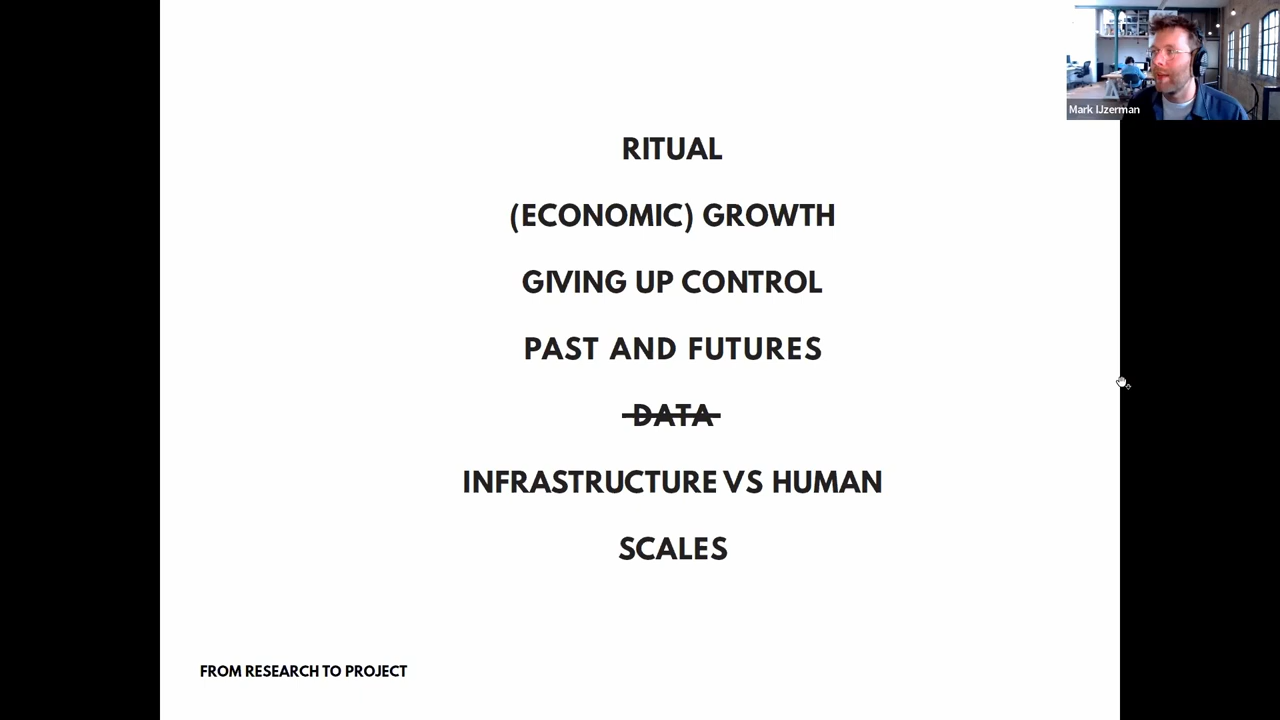 Mark IJzerman
RITUAL
(ECONOMIC) GROWTH
GIVING UP CONTROL
PAST AND FUTURES
DATA
INFRASTRUCTURE VS HUMAN
SCALES
FROM RESEARCH TO PROJECT